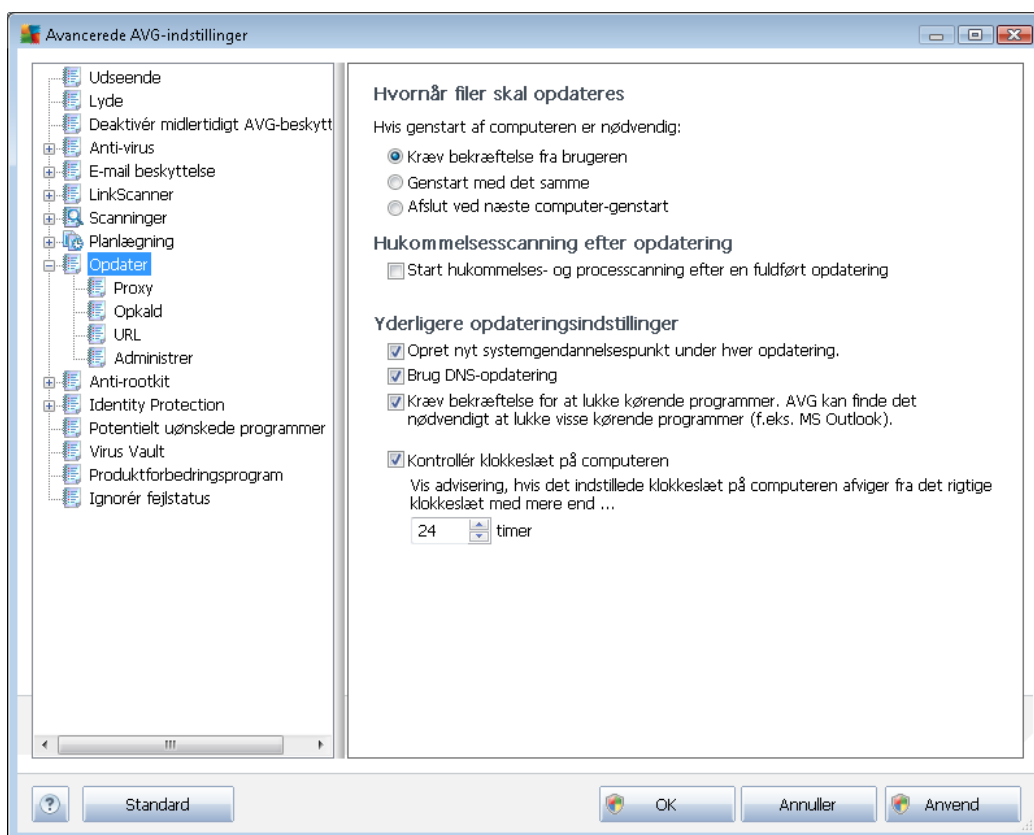 Avancerede AVG-indstillinger
Udseende
Lyde
Deaktivér midlertidigt AVG-beskytt
Anti-virus
E-mail beskyttelse
LinkScanner
Scanninger
Planlægning
Opdater
Proxy
Opkald
URL
Administrer
Anti-rootkit
Identity Protection
Potentielt uønskede programmer
Virus Vault
Produktforbedringsprogram
Ignorér fejlstatus
Hvornår filer skal opdateres
Hvis genstart af computeren er nødvendig:
Kræv bekræftelse fra brugeren
Genstart med det samme
Afslut ved næste computer-genstart
Hukommelsesscanning efter opdatering
Start hukommelses- og processcanning efter en fuldført opdatering
Yderligere opdateringsindstillinger
Opret nyt systemgendannelsespunkt under hver opdatering.
Brug DNS-opdatering
Kræv bekræftelse for at lukke kørende programmer. AVG kan finde det
nødvendigt at lukke visse kørende programmer (f.eks. MS Outlook).
Kontrollér klokkeslæt på computeren
Vis advisering, hvis det indstillede klokkeslæt på computeren afviger fra det rigtige
klokkeslæt med mere end ...
24 timer
? Standard OK Annuller Anvend